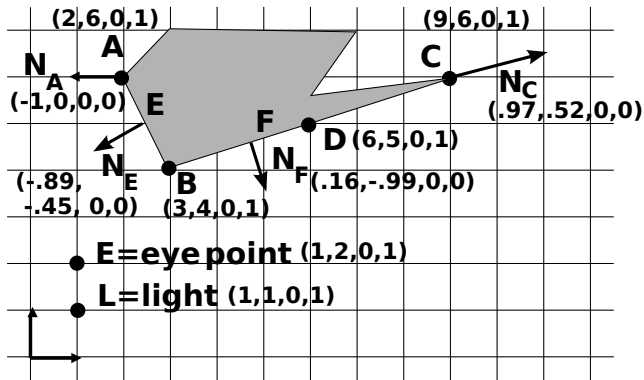 (2,6,0,1)
(9,6,0,1)
A
C
N_A
N_C
(-1,0,0,0)
(.97,.52,0,0)
E
F
D (6,5,0,1)
N_E
N_F (.16,-.99,0,0)
(-.89,
-.45, 0,0)
B
(3,4,0,1)
E=eye point (1,2,0,1)
L=light (1,1,0,1)